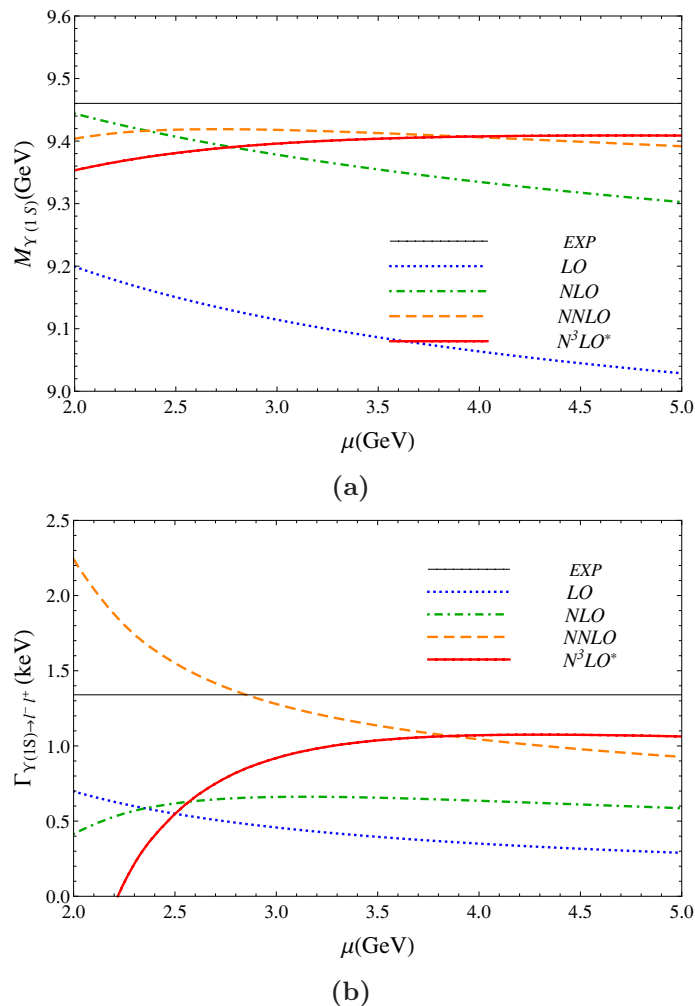 9.6
9.5
9.4
9.3
9.2
9.1
9.0
M_Υ(1S)(GeV)
EXP
LO
NLO
NNLO
N³LO*
2.0 2.5 3.0 3.5 4.0 4.5 5.0
μ(GeV)
(a)
2.5
2.0
1.5
1.0
0.5
0.0
Γ_Υ(1S)→l⁻ l⁺ (keV)
EXP
LO
NLO
NNLO
N³LO*
2.0 2.5 3.0 3.5 4.0 4.5 5.0
μ(GeV)
(b)